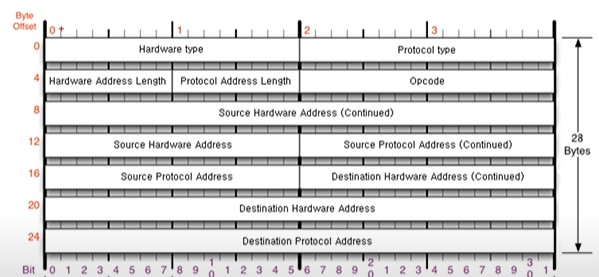 Byte
Offset 0 1 2 3
0 Hardware type Protocol type
4 Hardware Address Length Protocol Address Length Opcode
8 Source Hardware Address (Continued)
12 Source Hardware Address Source Protocol Address (Continued)
28
Bytes
16 Source Protocol Address Destination Hardware Address (Continued)
20 Destination Hardware Address
24 Destination Protocol Address
Bit 0 1 2 3 4 5 6 7 8 9 1 0 1 2 3 4 5 6 7 8 9 2 0 1 2 3 4 5 6 7 8 9 3 0 1